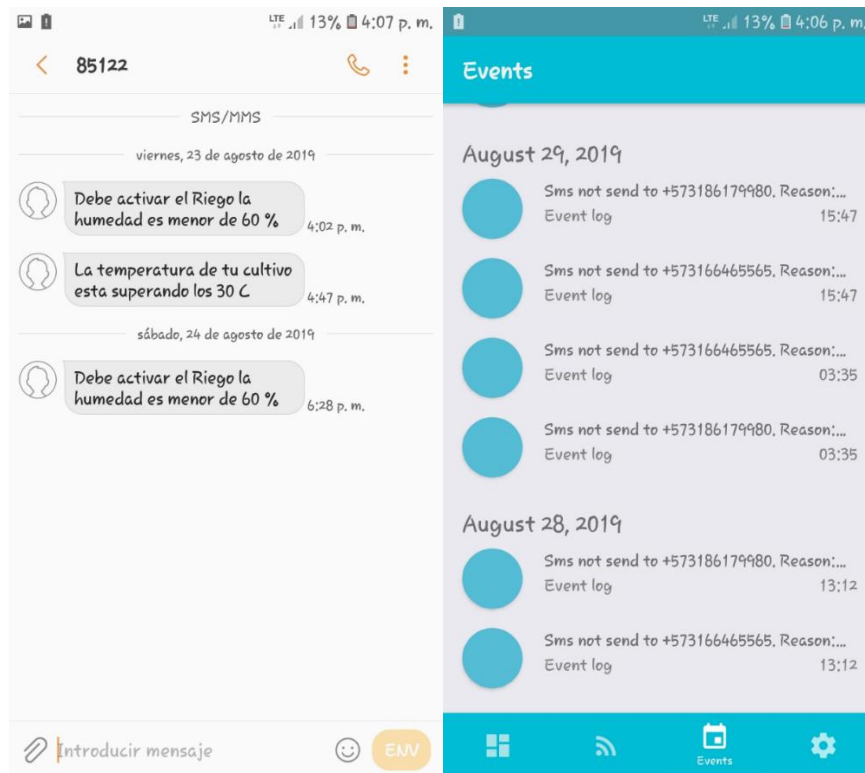 LTE 13% 4:07 p. m.
85122
SMS/MMS
viernes, 23 de agosto de 2019
Debe activar el Riego la
humedad es menor de 60 %
4:02 p. m.
La temperatura de tu cultivo
esta superando los 30 C
4:47 p. m.
sábado, 24 de agosto de 2019
Debe activar el Riego la
humedad es menor de 60 %
6:28 p. m.
Introducir mensaje
ENV
LTE 13% 4:06 p. m.
Events
August 29, 2019
Sms not send to +573186179980. Reason:...
Event log 15:47
Sms not send to +573166465565. Reason:...
Event log 15:47
Sms not send to +573166465565. Reason:...
Event log 03:35
Sms not send to +573186179980. Reason:...
Event log 03:35
August 28, 2019
Sms not send to +573186179980. Reason:...
Event log 13:12
Sms not send to +573166465565. Reason:...
Event log 13:12
Events